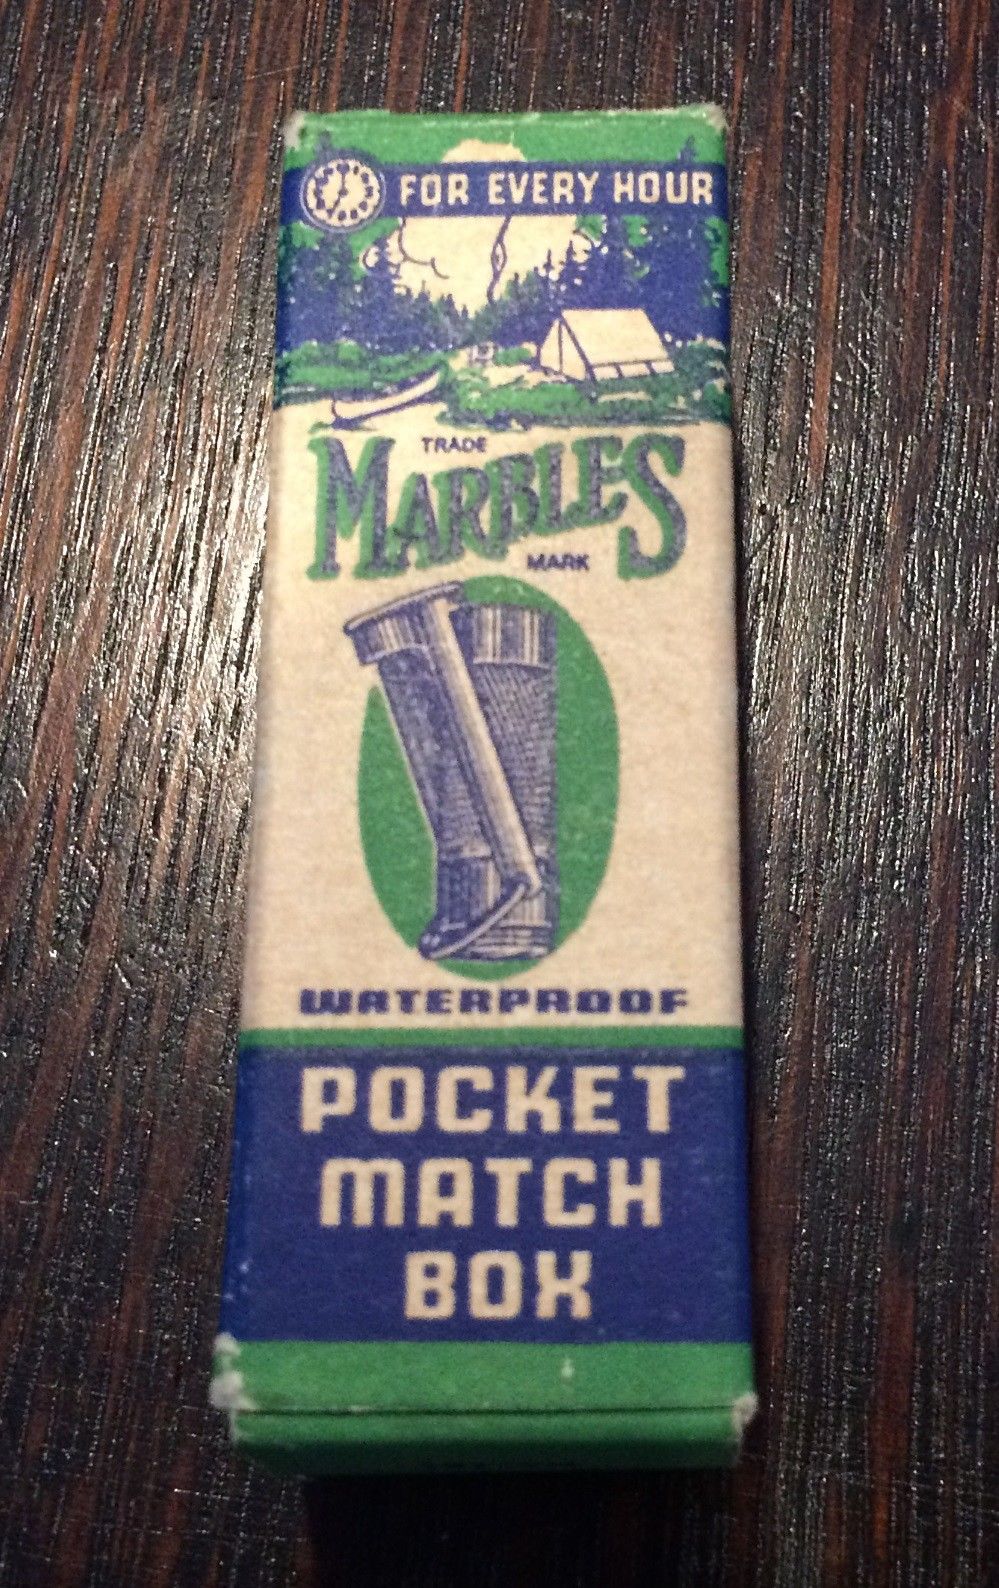 FOR EVERY HOUR
TRADE
MARBLES
MARK
WATERPROOF
POCKET
MATCH
BOX